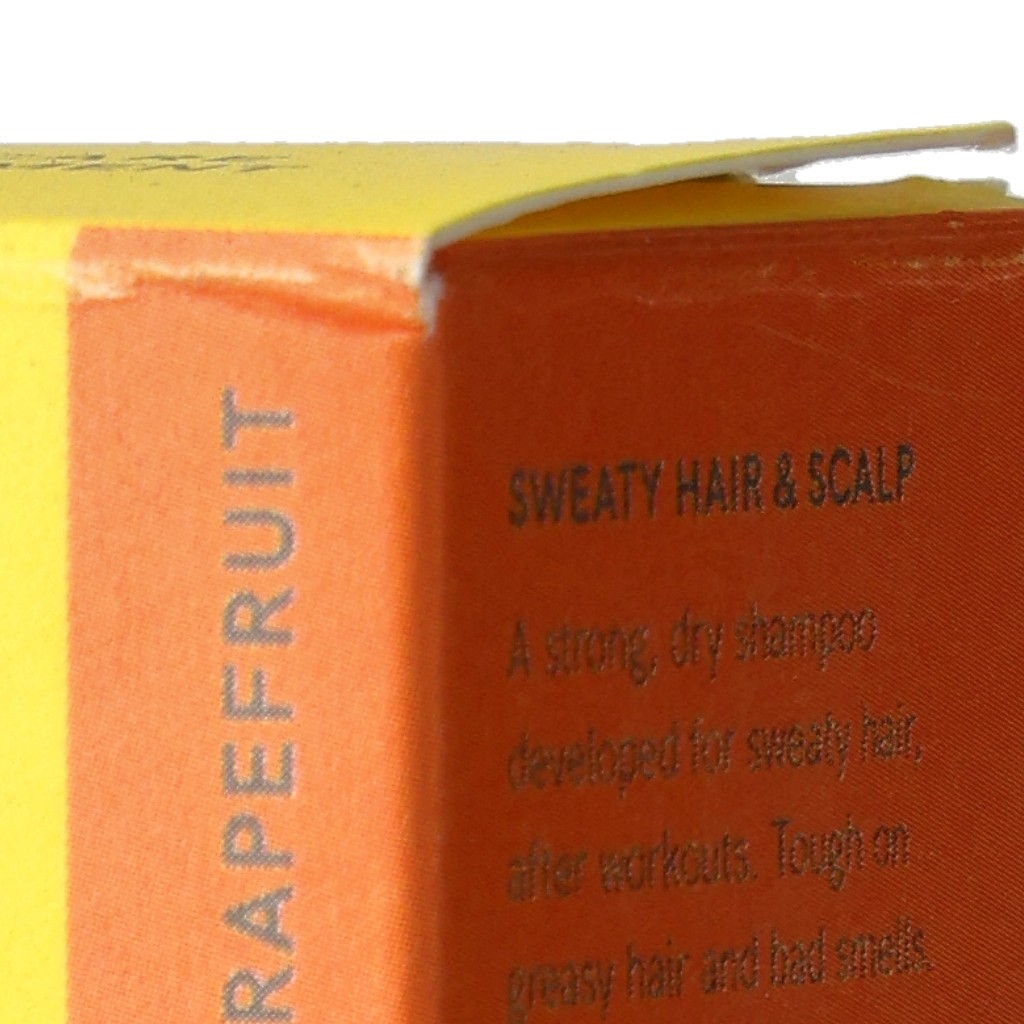 RAPEFRUIT
SWEATY HAIR & SCALP
A strong, dry shampoo
developed for sweaty hair,
after workouts. Tough on
greasy hair and bad smells.